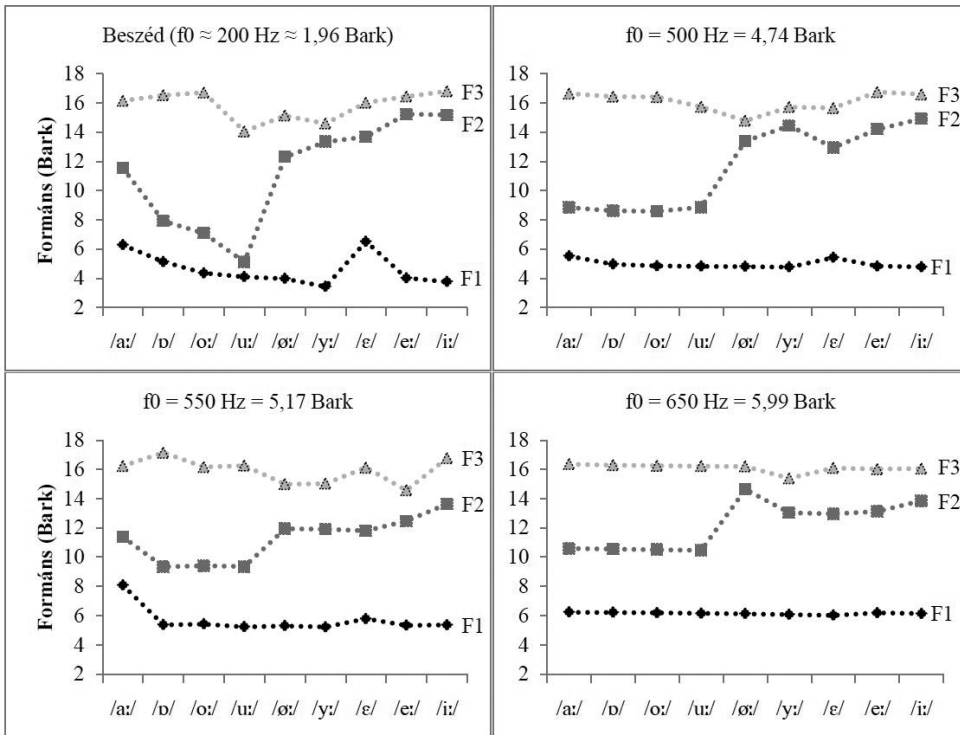 Beszéd (f0 ≈ 200 Hz ≈ 1,96 Bark)
Formáns (Bark)
18
16
14
12
10
8
6
4
2
F3
F2
F1
/aː/ /ɒ/ /oː/ /uː/ /øː/ /yː/ /ɛ/ /eː/ /iː/
f0 = 500 Hz = 4,74 Bark
18
16
14
12
10
8
6
4
2
F3
F2
F1
/aː/ /ɒ/ /oː/ /uː/ /øː/ /yː/ /ɛ/ /eː/ /iː/
f0 = 550 Hz = 5,17 Bark
Formáns (Bark)
18
16
14
12
10
8
6
4
2
F3
F2
F1
/aː/ /ɒ/ /oː/ /uː/ /øː/ /yː/ /ɛ/ /eː/ /iː/
f0 = 650 Hz = 5,99 Bark
18
16
14
12
10
8
6
4
2
F3
F2
F1
/aː/ /ɒ/ /oː/ /uː/ /øː/ /yː/ /ɛ/ /eː/ /iː/